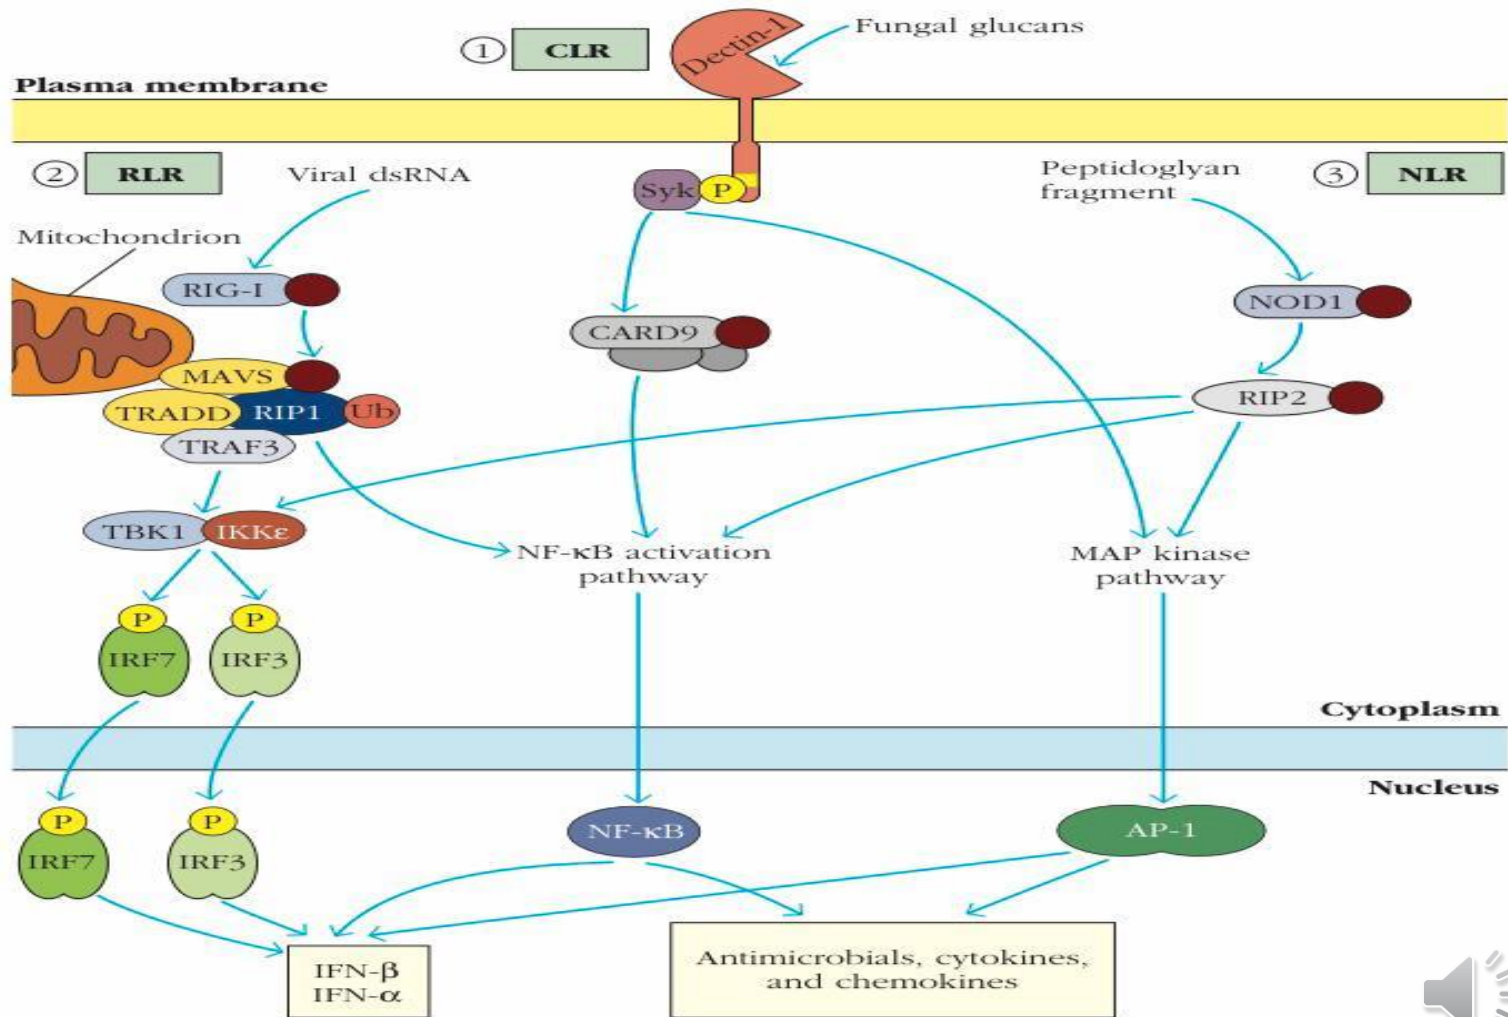 ① CLR
Dectin-1
Fungal glucans
Plasma membrane
② RLR
Viral dsRNA
Syk
P
Peptidoglyan
fragment
③ NLR
Mitochondrion
RIG-I
NOD1
CARD9
MAVS
TRADD
RIP1
Ub
TRAF3
RIP2
TBK1
IKKε
NF-κB activation
pathway
MAP kinase
pathway
P
P
IRF7
IRF3
Cytoplasm
Nucleus
P
P
IRF7
IRF3
NF-κB
AP-1
IFN-β
IFN-α
Antimicrobials, cytokines,
and chemokines